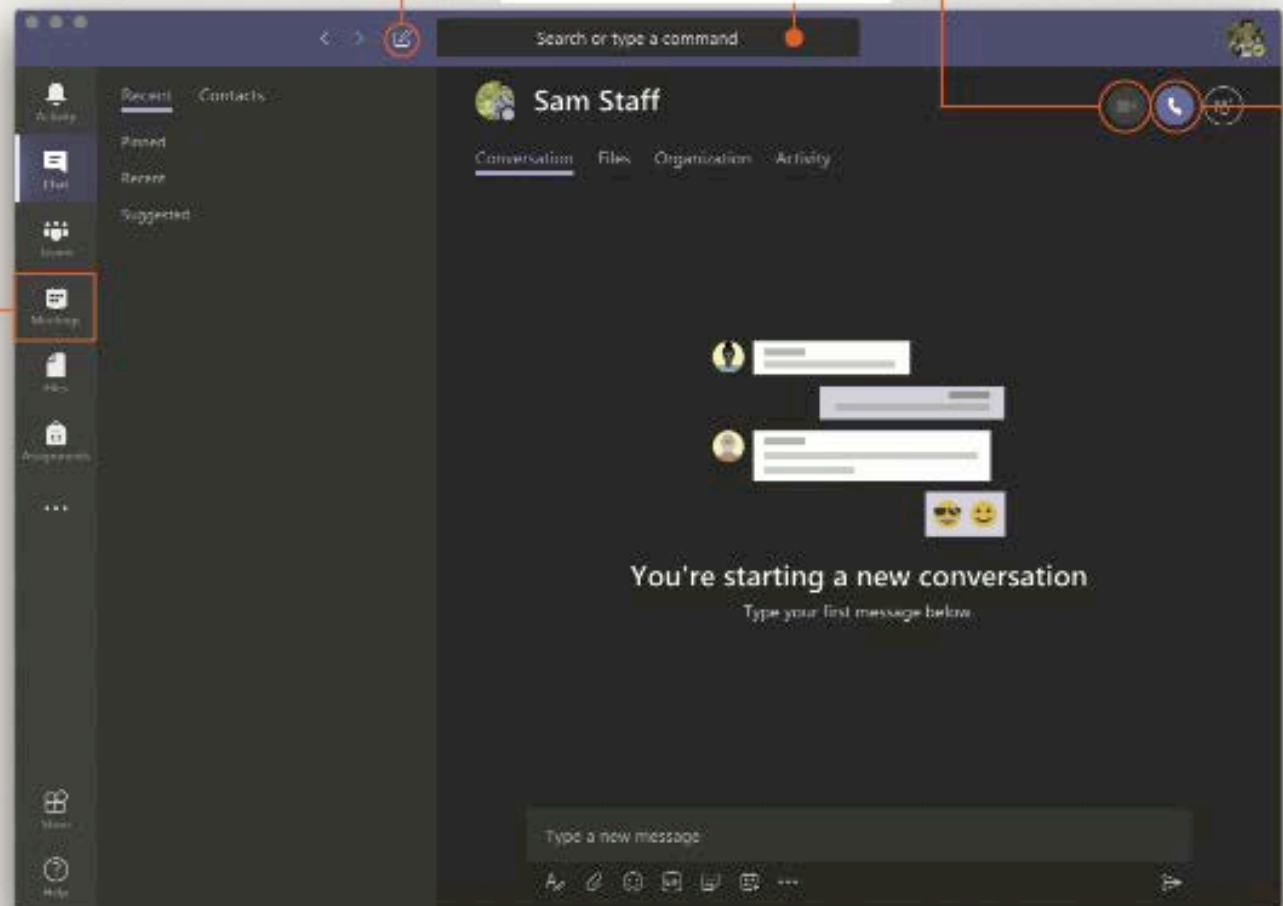 Search or type a command
Activity
Chat
Teams
Meetings
Files
Assignments
Help
Recent Contacts
Pinned
Recent
Suggested
Sam Staff
Conversation Files Organization Activity
You're starting a new conversation
Type your first message below
Type a new message